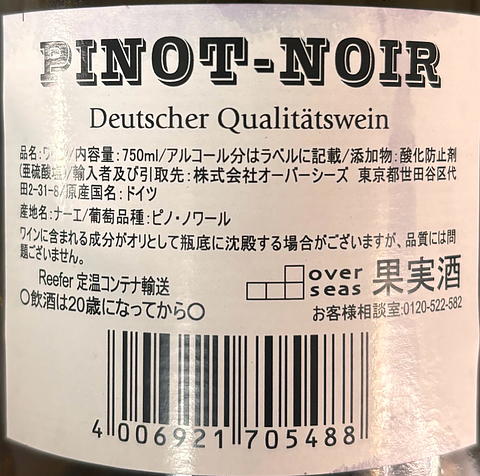 PINOT-NOIR
Deutscher Qualitätswein
品名:ワイン/内容量:750ml/アルコール分はラベルに記載/添加物:酸化防止剤
(亜硫酸塩)/輸入者及び引取先:株式会社オーバーシーズ 東京都世田谷区代
田2-31-8/原産国名:ドイツ
産地名:ナーエ/葡萄品種:ピノ・ノワール
ワインに含まれる成分がオリとして瓶底に沈殿する場合がございますが、品質には問
題ございません。
Reefer 定温コンテナ輸送
○飲酒は20歳になってから○
over
seas 果実酒
お客様相談室:0120-522-582
4 006921 705488